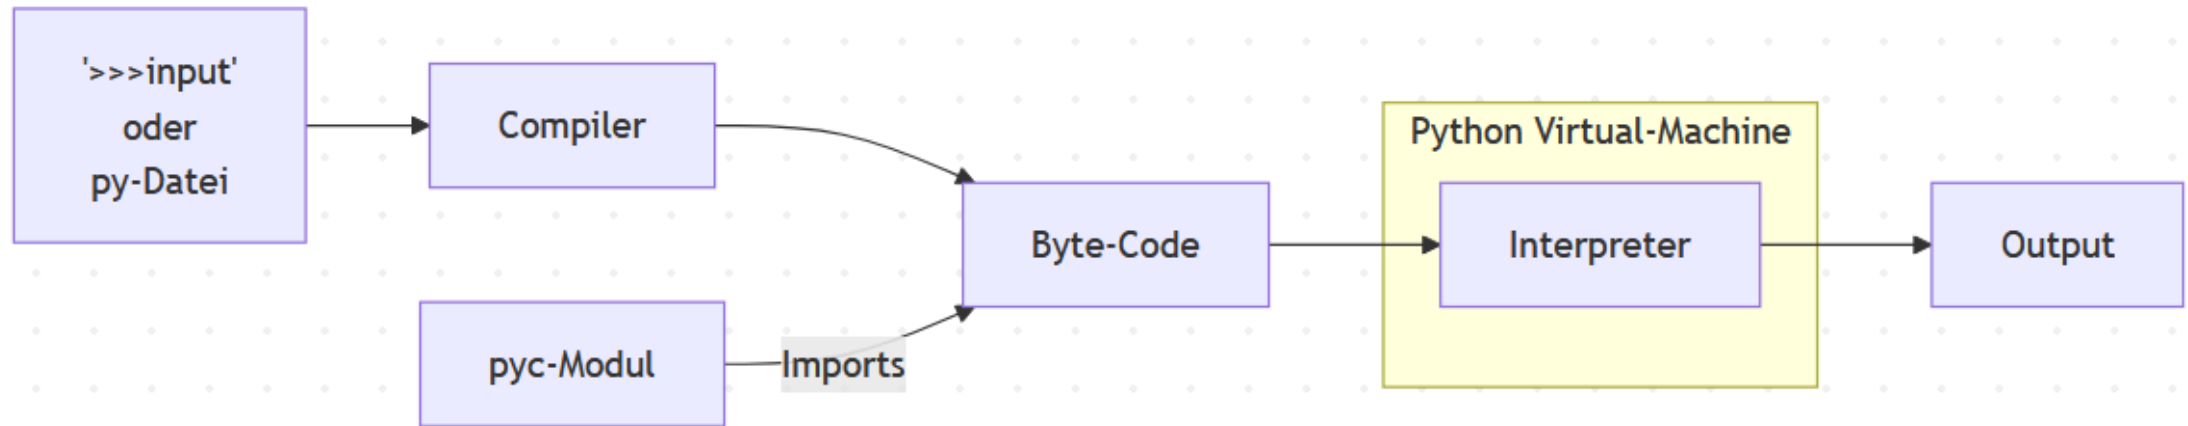 '>>>input'
oder
py-Datei
Compiler
pyc-Modul
Imports
Byte-Code
Python Virtual-Machine
Interpreter
Output